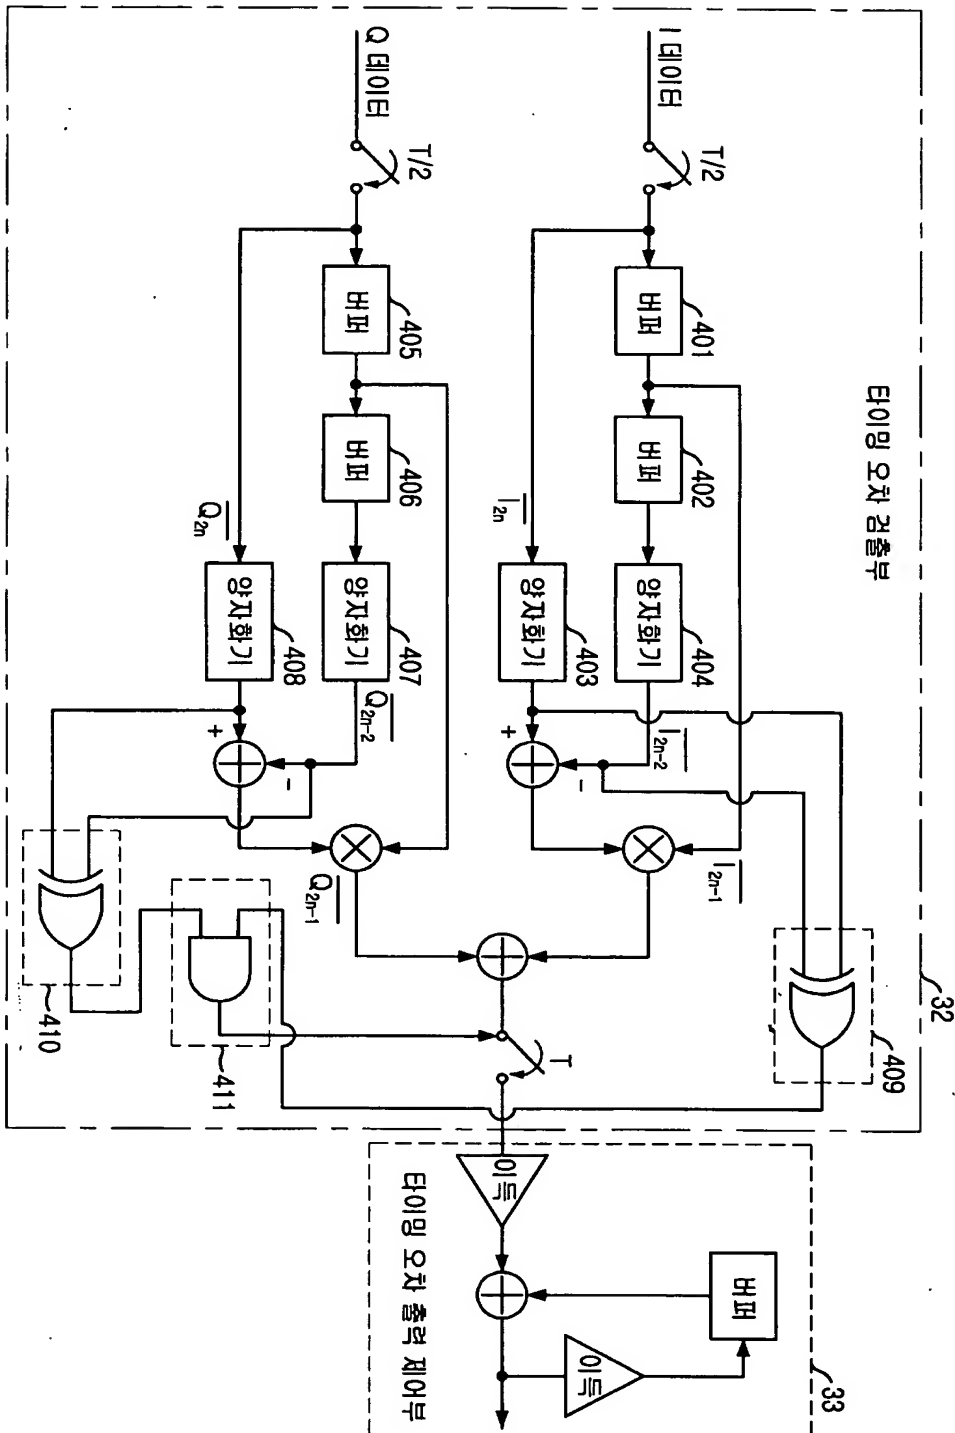 타이밍 오차 검출부
32
I 데이터
T/2
버퍼
401
버퍼
402
양자화기
404
I2n-2
I2n-1
409
I2n
양자화기
403
+
-
Q 데이터
T/2
버퍼
405
버퍼
406
양자화기
407
Q2n-2
Q2n-1
Q2n
양자화기
408
+
-
410
411
T
33
이득
버퍼
이득
타이밍 오차 출력 제어부